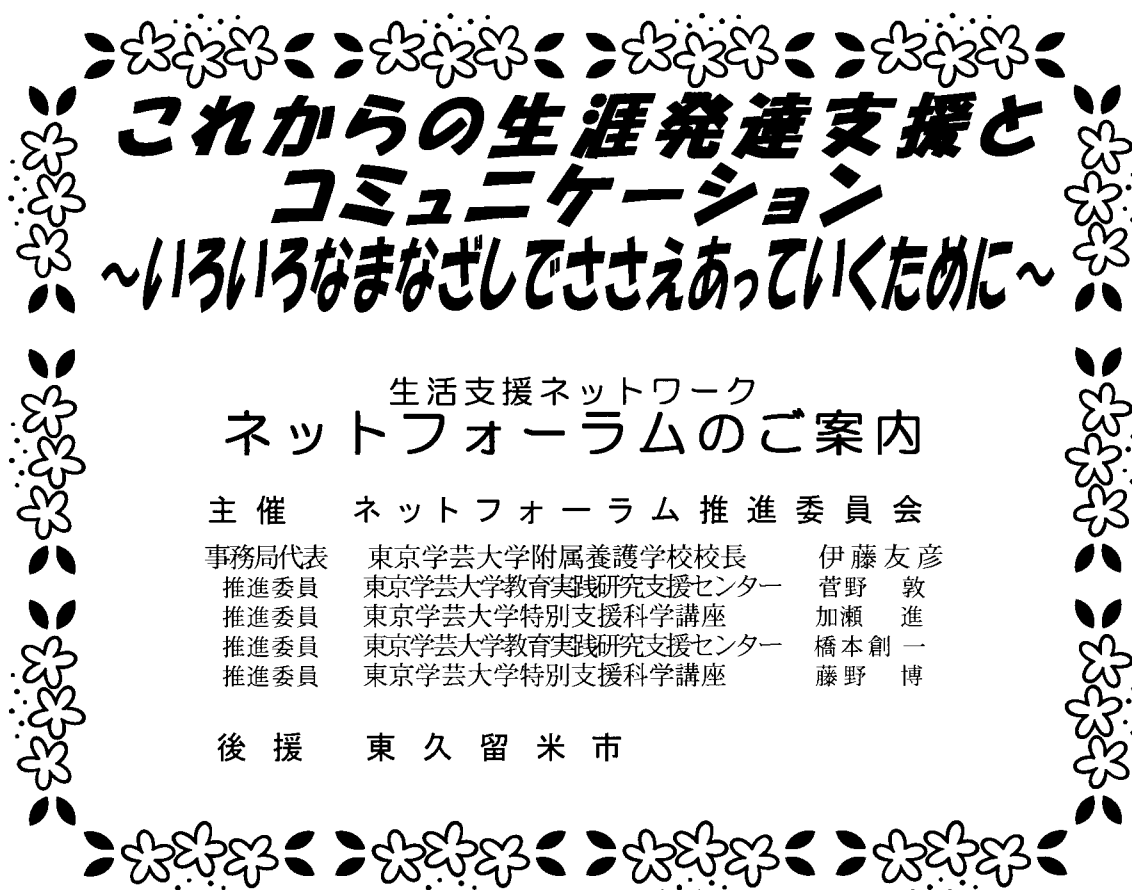 これからの生涯発達支援と
コミュニケーション
～いろいろなまなざしでささえあっていくために～
生活支援ネットワーク
ネットフォーラムのご案内
主催 ネットフォーラム推進委員会
事務局代表 東京学芸大学附属養護学校校長 伊藤友彦
推進委員 東京学芸大学教育実践研究支援センター 菅野 敦
推進委員 東京学芸大学特別支援科学講座 加瀬 進
推進委員 東京学芸大学教育実践研究支援センター 橋本創一
推進委員 東京学芸大学特別支援科学講座 藤野 博
後援 東久留米市